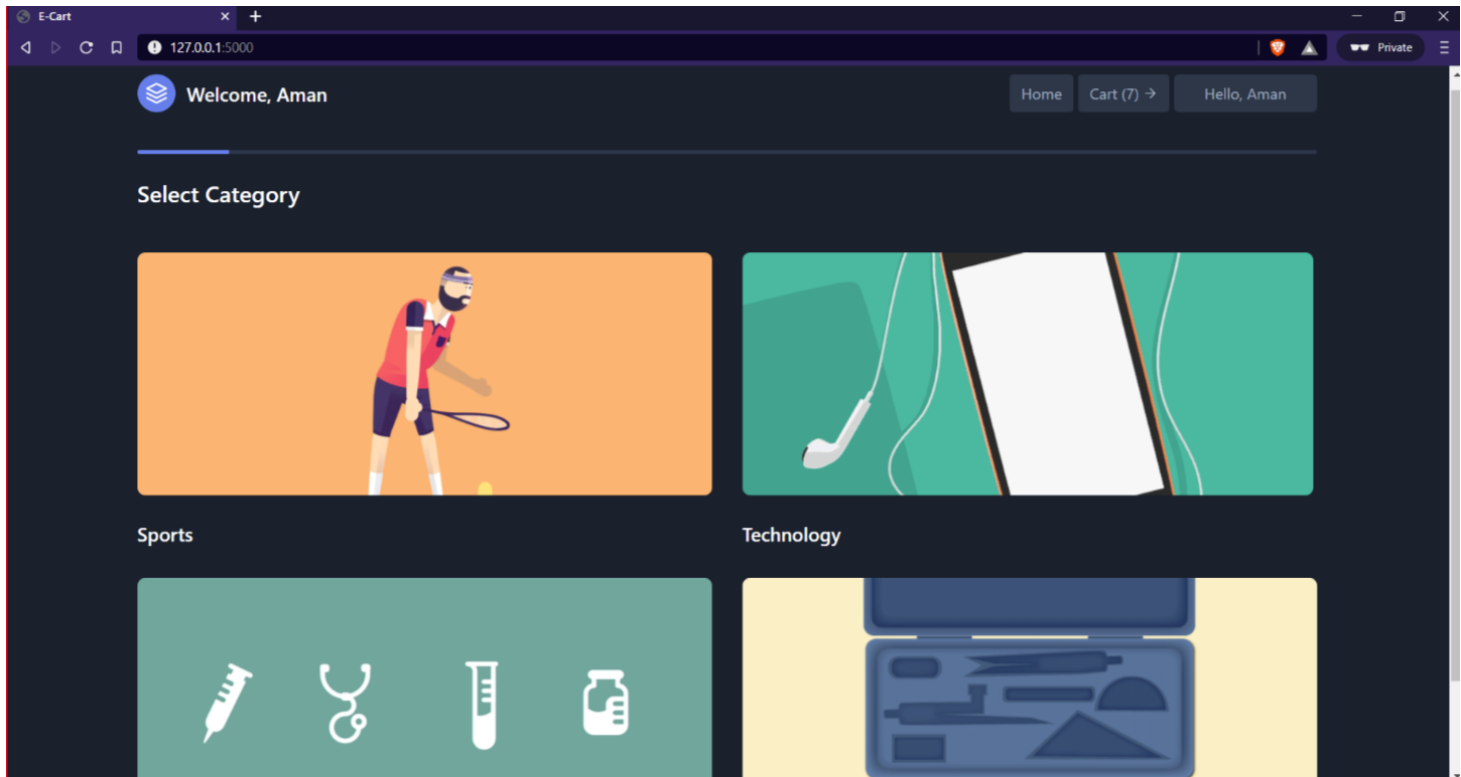 E-Cart
127.0.0.1:5000
Private
Welcome, Aman
Home
Cart (7) →
Hello, Aman
Select Category
Sports
Technology